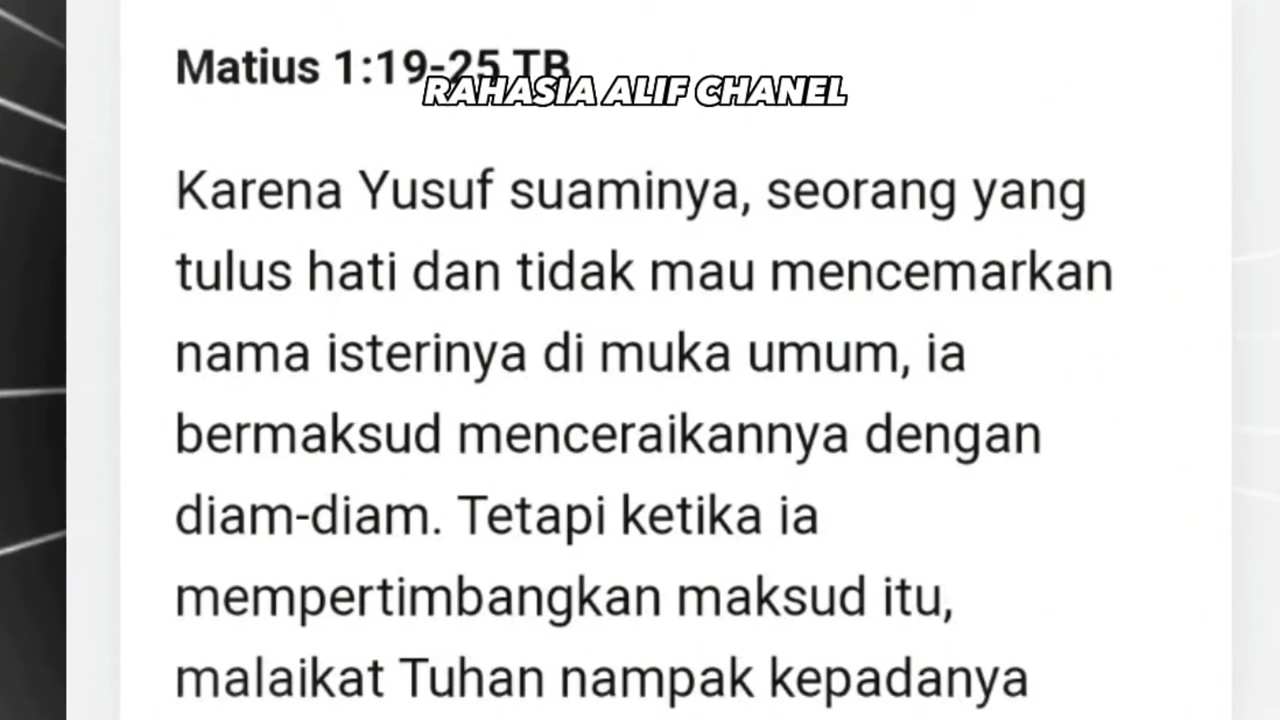 Matius 1:19-25 TB
RAHASIA ALIF CHANEL
Karena Yusuf suaminya, seorang yang
tulus hati dan tidak mau mencemarkan
nama isterinya di muka umum, ia
bermaksud menceraikannya dengan
diam-diam. Tetapi ketika ia
mempertimbangkan maksud itu,
malaikat Tuhan nampak kepadanya